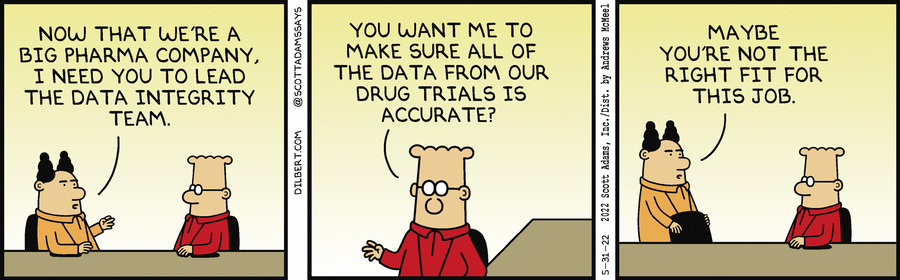 NOW THAT WE'RE A
BIG PHARMA COMPANY,
I NEED YOU TO LEAD
THE DATA INTEGRITY
TEAM.
DILBERT.COM @SCOTTADAMSSAYS
YOU WANT ME TO
MAKE SURE ALL OF
THE DATA FROM OUR
DRUG TRIALS IS
ACCURATE?
5-31-22 2022 Scott Adams, Inc./Dist. by Andrews McMeel
MAYBE
YOU'RE NOT THE
RIGHT FIT FOR
THIS JOB.